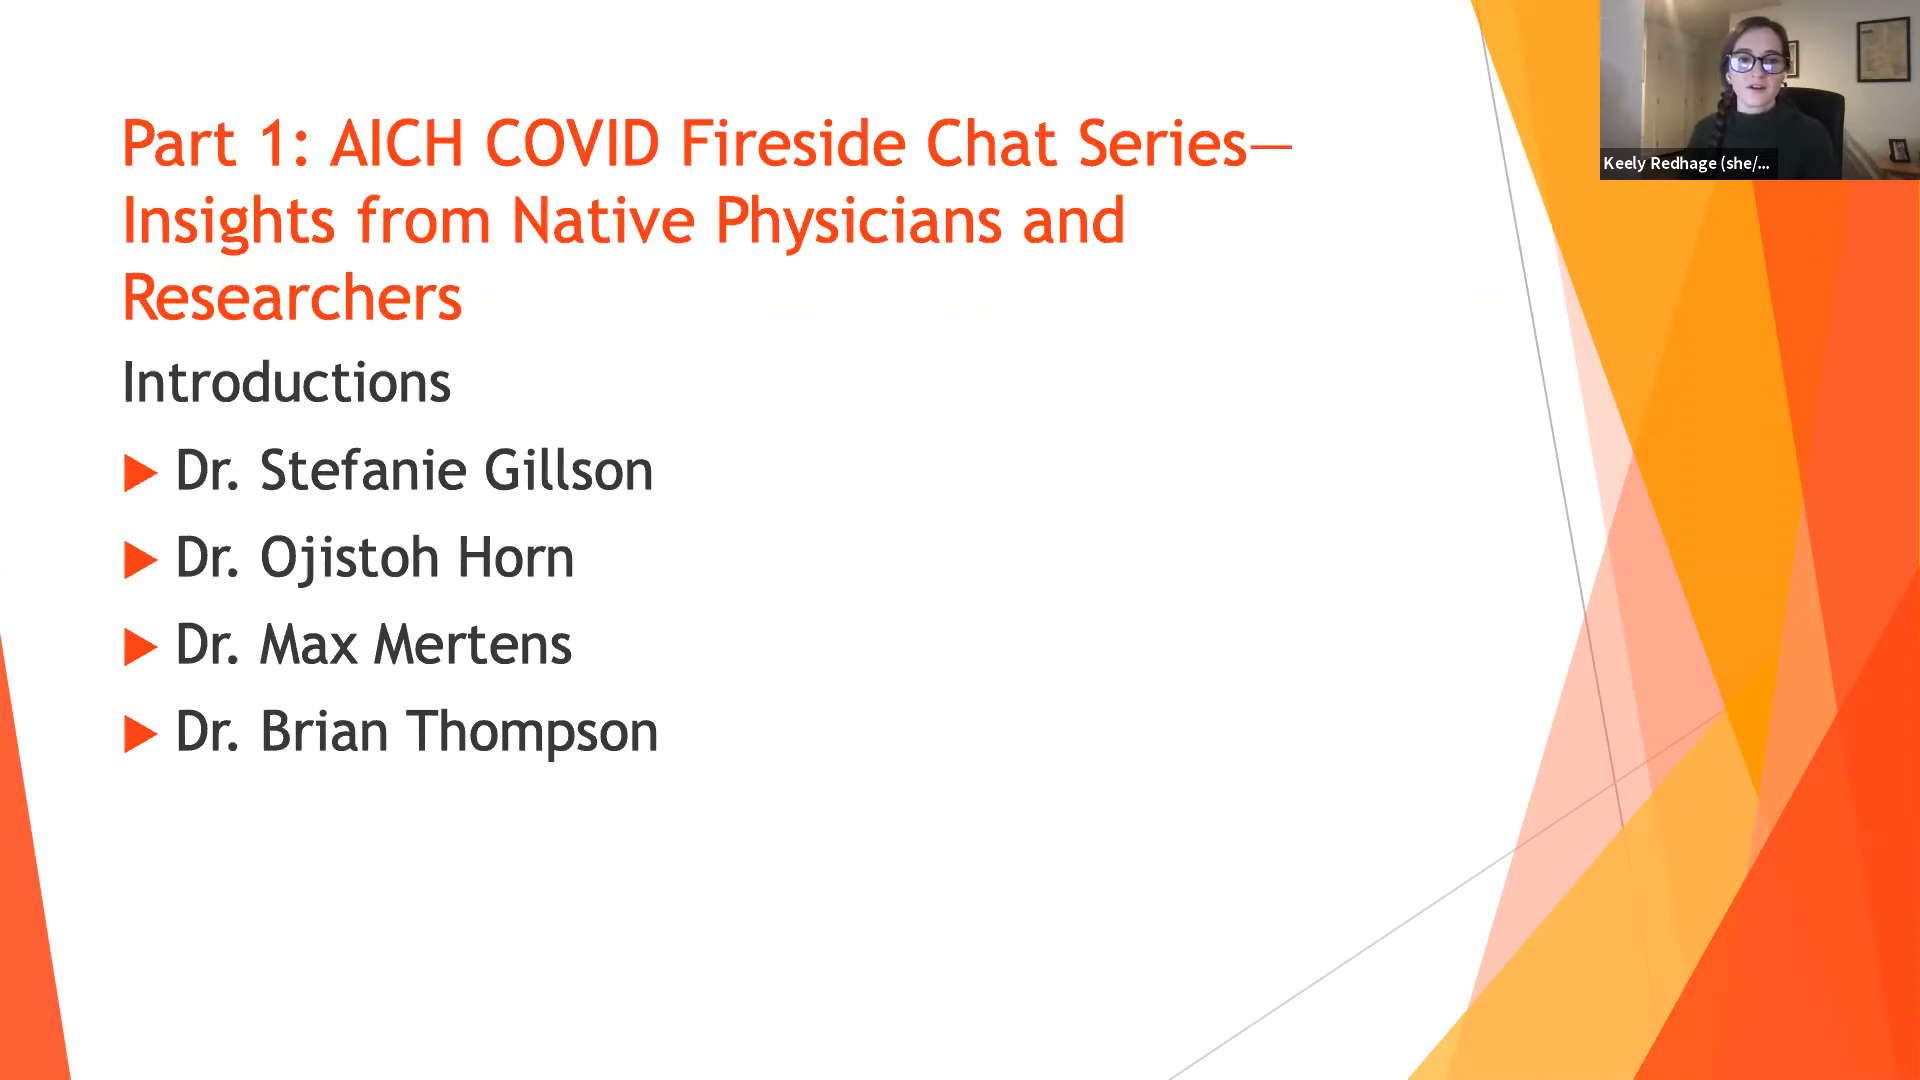 Part 1: AICH COVID Fireside Chat Series—
Insights from Native Physicians and
Researchers
Introductions
Dr. Stefanie Gillson
Dr. Ojistoh Horn
Dr. Max Mertens
Dr. Brian Thompson
Keely Redhage (she/...